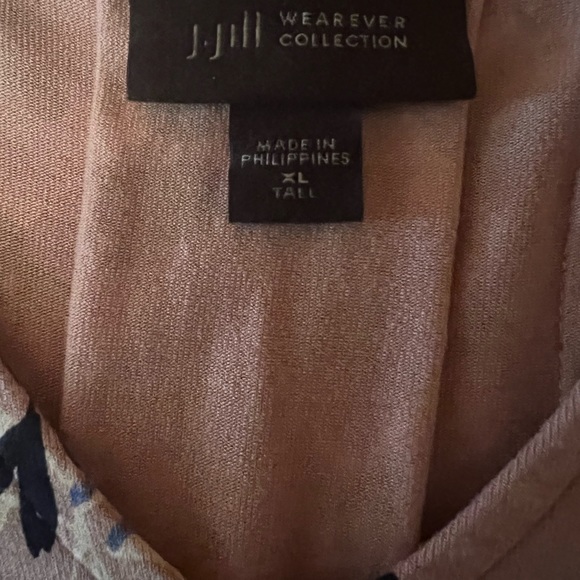 J.Jill WEAREVER
COLLECTION
MADE IN
PHILIPPINES
XL
TALL